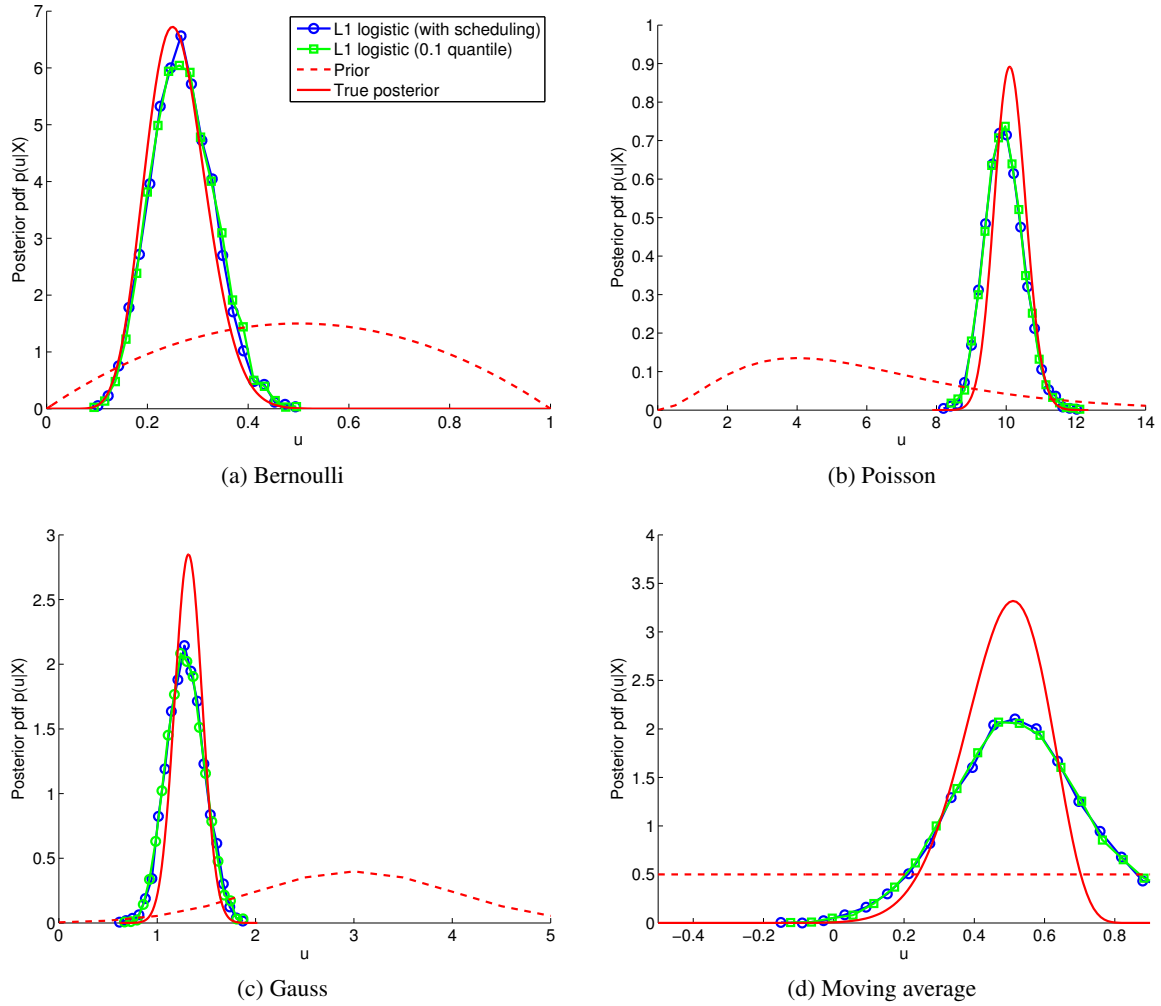 7
6
5
4
3
2
1
0
Posterior pdf p(u|X)
L1 logistic (with scheduling)
L1 logistic (0.1 quantile)
Prior
True posterior
0 0.2 0.4 0.6 0.8 1
u
(a) Bernoulli
1
0.9
0.8
0.7
0.6
0.5
0.4
0.3
0.2
0.1
0
Posterior pdf p(u|X)
0 2 4 6 8 10 12 14
u
(b) Poisson
3
2.5
2
1.5
1
0.5
0
Posterior pdf p(u|X)
0 1 2 3 4 5
u
(c) Gauss
4
3.5
3
2.5
2
1.5
1
0.5
0
Posterior pdf p(u|X)
−0.4 −0.2 0 0.2 0.4 0.6 0.8
u
(d) Moving average